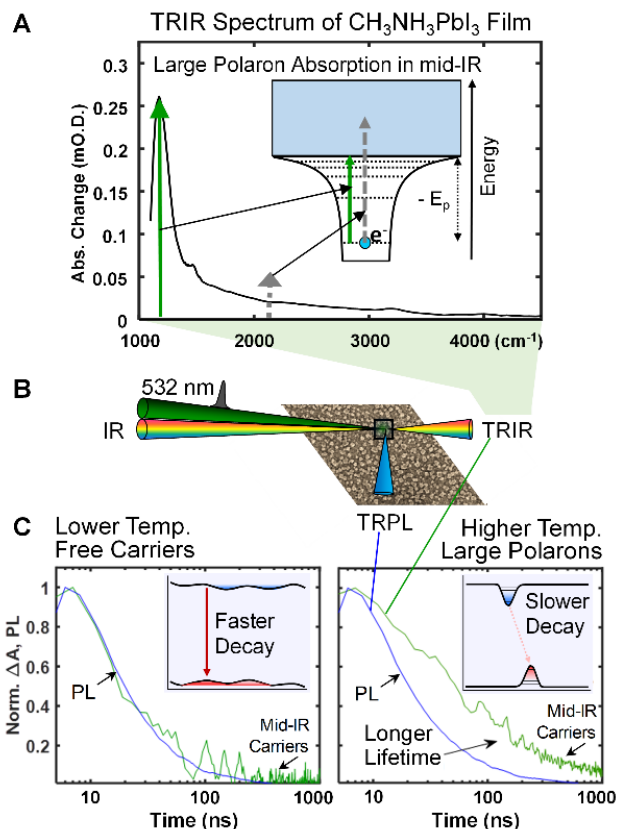 A
TRIR Spectrum of CH₃NH₃PbI₃ Film
Large Polaron Absorption in mid-IR
Abs. Change (mO.D.)
0.3
0.25
0.2
0.15
0.1
0.05
0
1000
2000
3000
4000
(cm⁻¹)
Energy
- Eₚ
e⁻
B
532 nm
IR
TRIR
TRPL
C
Lower Temp.
Free Carriers
Higher Temp.
Large Polarons
Norm. ΔA, PL
1
0.8
0.6
0.4
0.2
Faster
Decay
PL
Mid-IR
Carriers
10
100
1000
Time (ns)
Slower
Decay
PL
Longer
Lifetime
Mid-IR
Carriers
10
100
1000
Time (ns)